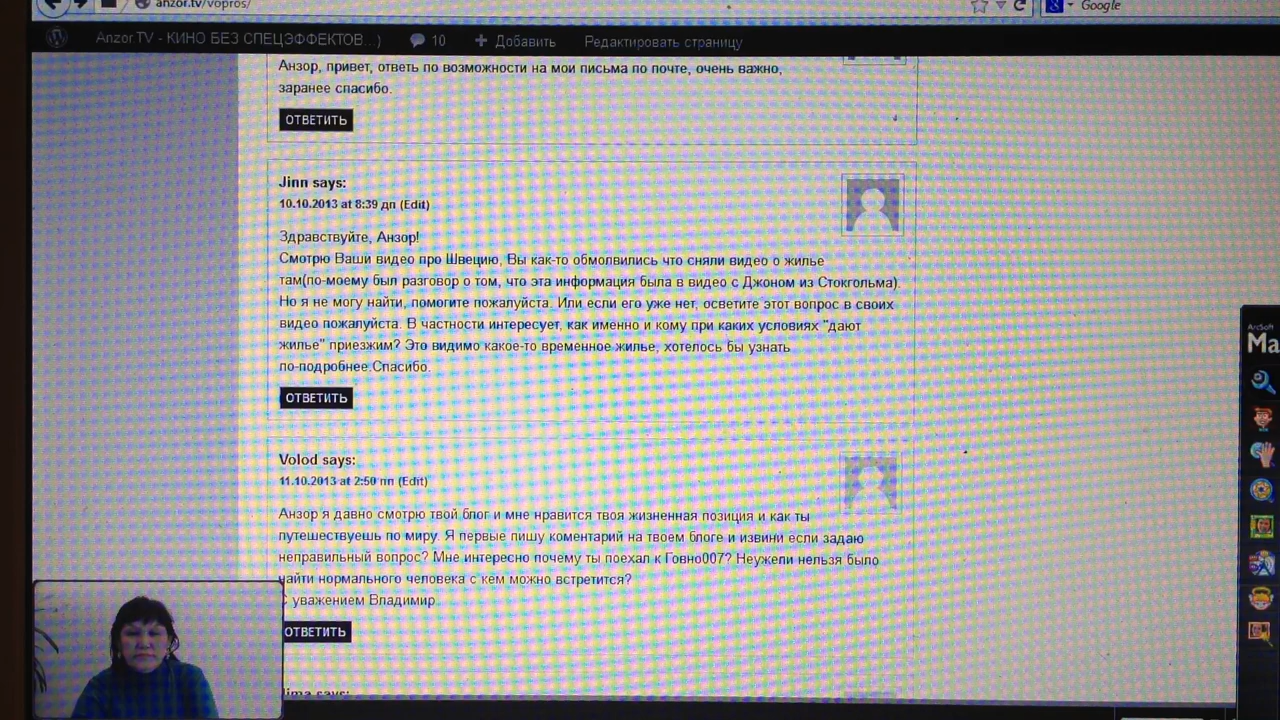 anzor.tv/vopros/
Google
Anzor.TV - КИНО БЕЗ СПЕЦЭФФЕКТОВ...) 10 + Добавить Редактировать страницу
Анзор, привет, ответь по возможности на мои письма по почте, очень важно,
заранее спасибо.
ОТВЕТИТЬ
Jinn says:
10.10.2013 at 8:39 дп (Edit)
Здравствуйте, Анзор!
Смотрю Ваши видео про Швецию, Вы как-то обмолвились что сняли видео о жилье
там(по-моему был разговор о том, что эта информация была в видео с Джоном из Стокгольма).
Но я не могу найти, помогите пожалуйста. Или если его уже нет, осветите этот вопрос в своих
видео пожалуйста. В частности интересует, как именно и кому при каких условиях "дают
жилье" приезжим? Это видимо какое-то временное жилье, хотелось бы узнать
по-подробнее.Спасибо.
ОТВЕТИТЬ
Volod says:
11.10.2013 at 2:50 пп (Edit)
Анзор я давно смотрю твой блог и мне нравится твоя жизненная позиция и как ты
путешествуешь по миру. Я первые пишу коментарий на твоем блоге и извини если задаю
неправильный вопрос? Мне интересно почему ты поехал к Говно007? Неужели нельзя было
найти нормального человека с кем можно встретится?
С уважением Владимир
ОТВЕТИТЬ
says:
ArcSoft
Ma